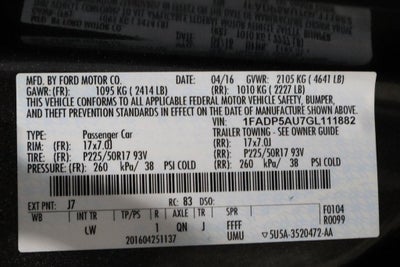 MFD. BY FORD MOTOR CO. 04/16 GVWR: 2105 KG ( 4641 LB)
GAWR: (FR): 1095 KG ( 2414 LB) (RR): 1010 KG ( 2227 LB)
THIS VEHICLE CONFORMS TO ALL APPLICABLE FEDERAL MOTOR VEHICLE SAFETY, BUMPER,
AND THEFT PREVENTION STANDARDS IN EFFECT ON THE DATE OF MANUFACTURE SHOWN ABOVE.
VIN: 1FADP5AU7GL111882
TYPE: Passenger Car TRAILER TOWING - SEE OWNER GUIDE
RIM: (FR): 17x7.0J (RR): 17x7.0J
TIRE: (FR): P225/50R17 93V (RR): P225/50R17 93V
PRESSURE: (FR): 260 kPa/ 38 PSI COLD (RR): 260 kPa/ 38 PSI COLD
EXT PNT: J7 RC: 83 DSO:
WB INT TR TP/PS R AXLE TR SPR F0104
LW 1 QN J FFFF R0099
201604251137 UMU 5U5A-3520472-AA